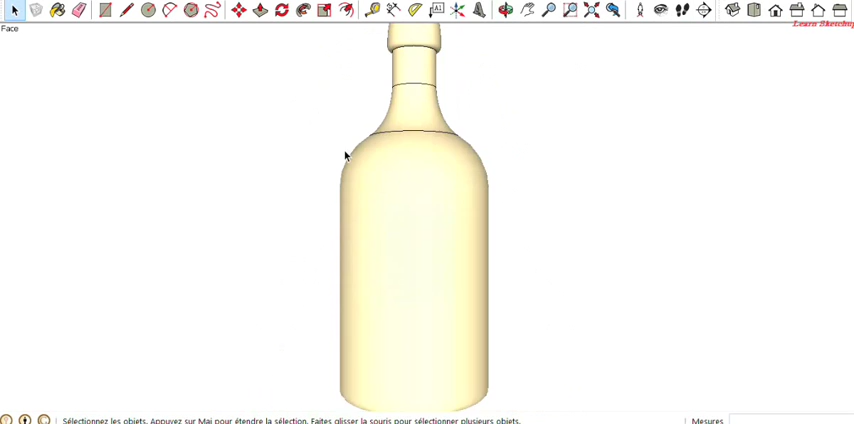 A1
Learn Sketchup
Face
Sélectionnez les objets. Appuyez sur Maj pour étendre la sélection. Faites glisser la souris pour sélectionner plusieurs objets.
Mesures